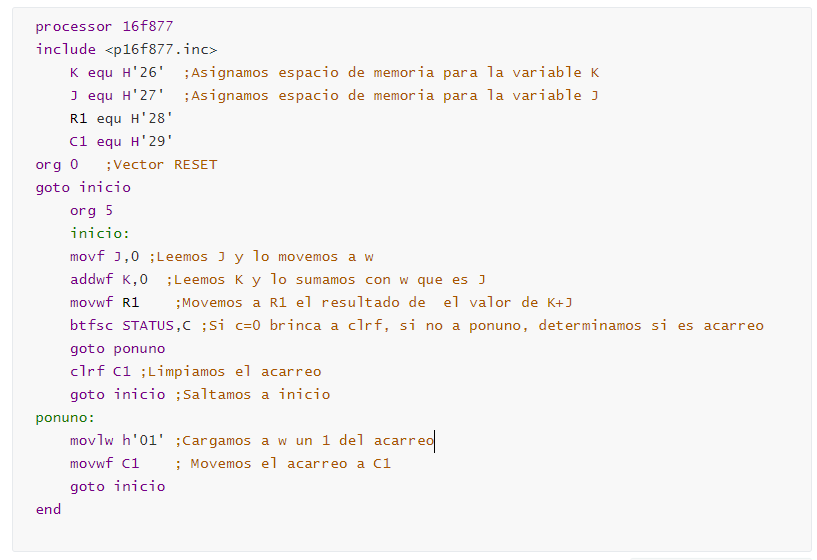 processor 16f877
include <p16f877.inc>
K equ H'26' ;Asignamos espacio de memoria para la variable K
J equ H'27' ;Asignamos espacio de memoria para la variable J
R1 equ H'28'
C1 equ H'29'
org 0 ;Vector RESET
goto inicio
org 5
inicio:
movf J,0 ;Leemos J y lo movemos a w
addwf K,0 ;Leemos K y lo sumamos con w que es J
movwf R1 ;Movemos a R1 el resultado de el valor de K+J
btfsc STATUS,C ;Si c=0 brinca a clrf, si no a ponuno, determinamos si es acarreo
goto ponuno
clrf C1 ;Limpiamos el acarreo
goto inicio ;Saltamos a inicio
ponuno:
movlw h'01' ;Cargamos a w un 1 del acarreo
movwf C1 ; Movemos el acarreo a C1
goto inicio
end